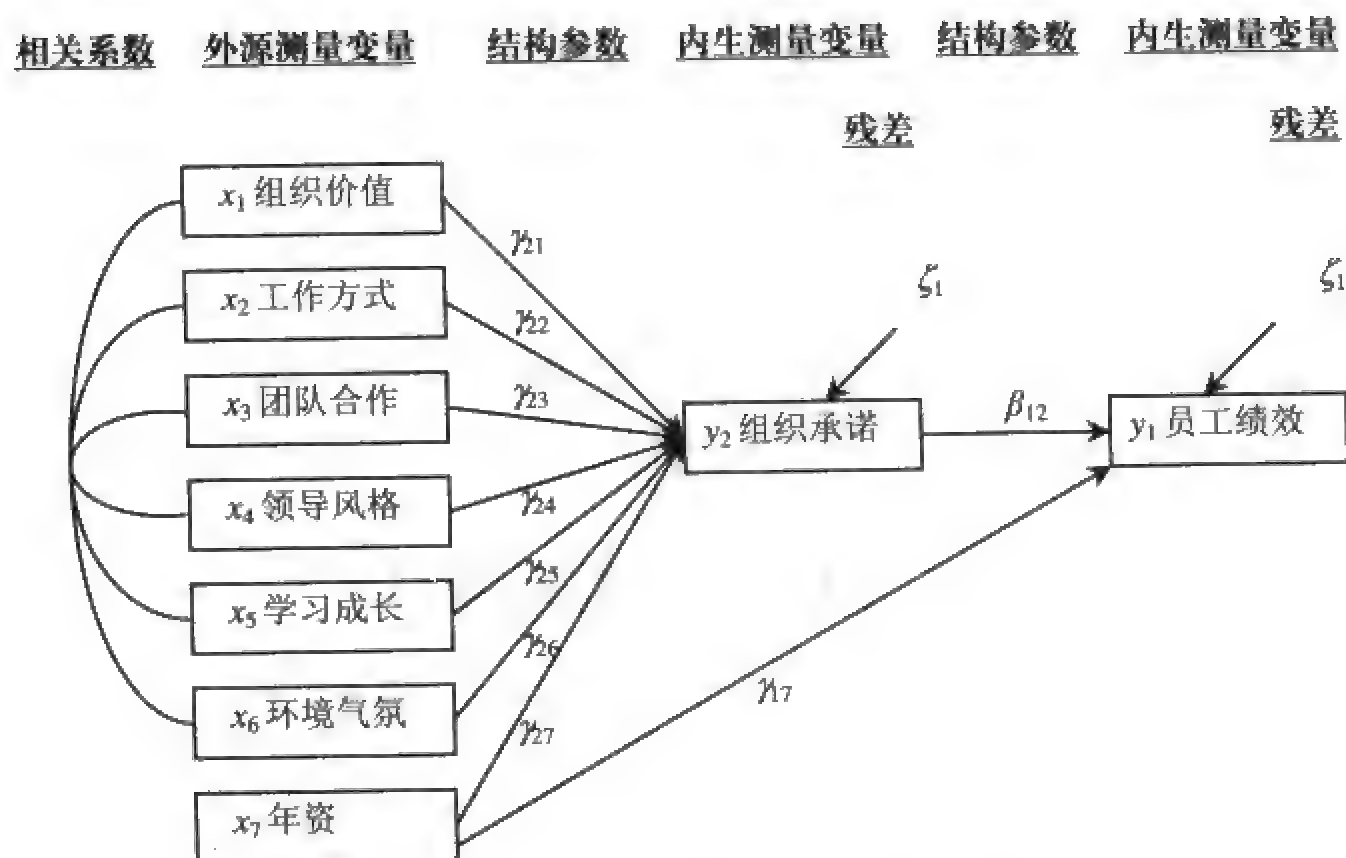 相关系数 外源测量变量 结构参数 内生测量变量 结构参数 内生测量变量
残差 残差
x₁ 组织价值
γ₂₁
ζ₁ ζ₁
x₂ 工作方式
γ₂₂
x₃ 团队合作
γ₂₃
y₂ 组织承诺 β₁₂ y₁ 员工绩效
x₄ 领导风格
γ₂₄
γ₂₅
x₅ 学习成长
γ₂₆
x₆ 环境气氛
γ₁₇
γ₂₇
x₇ 年资